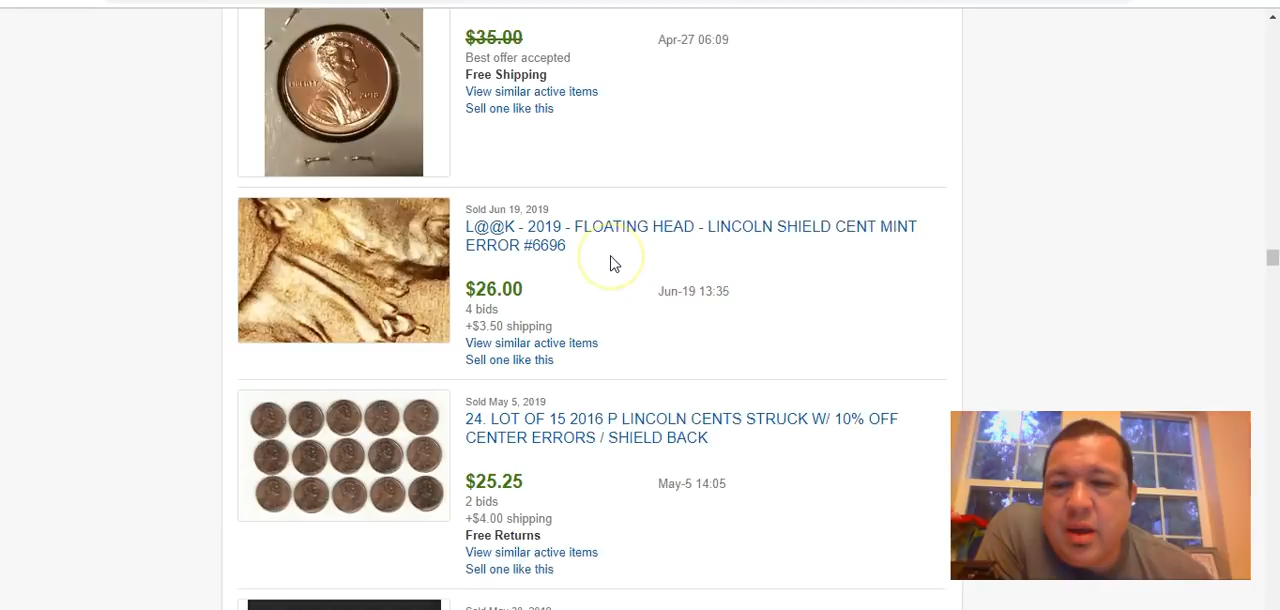 $35.00
Apr-27 06:09
Best offer accepted
Free Shipping
View similar active items
Sell one like this
LIBERTY
Sold Jun 19, 2019
L@@K - 2019 - FLOATING HEAD - LINCOLN SHIELD CENT MINT
ERROR #6696
$26.00
Jun-19 13:35
4 bids
+$3.50 shipping
View similar active items
Sell one like this
Sold May 5, 2019
24. LOT OF 15 2016 P LINCOLN CENTS STRUCK W/ 10% OFF
CENTER ERRORS / SHIELD BACK
$25.25
May-5 14:05
2 bids
+$4.00 shipping
Free Returns
View similar active items
Sell one like this